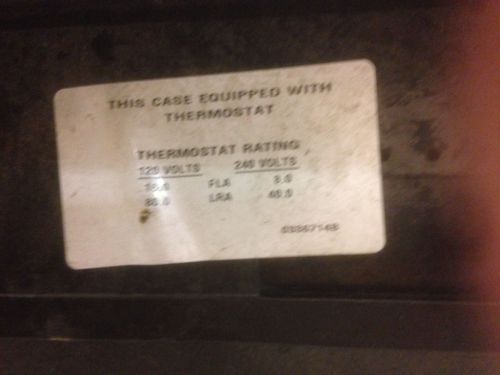 THIS CASE EQUIPPED WITH
THERMOSTAT
THERMOSTAT RATING
120 VOLTS 240 VOLTS
FLA 8.0
LRA 40.0